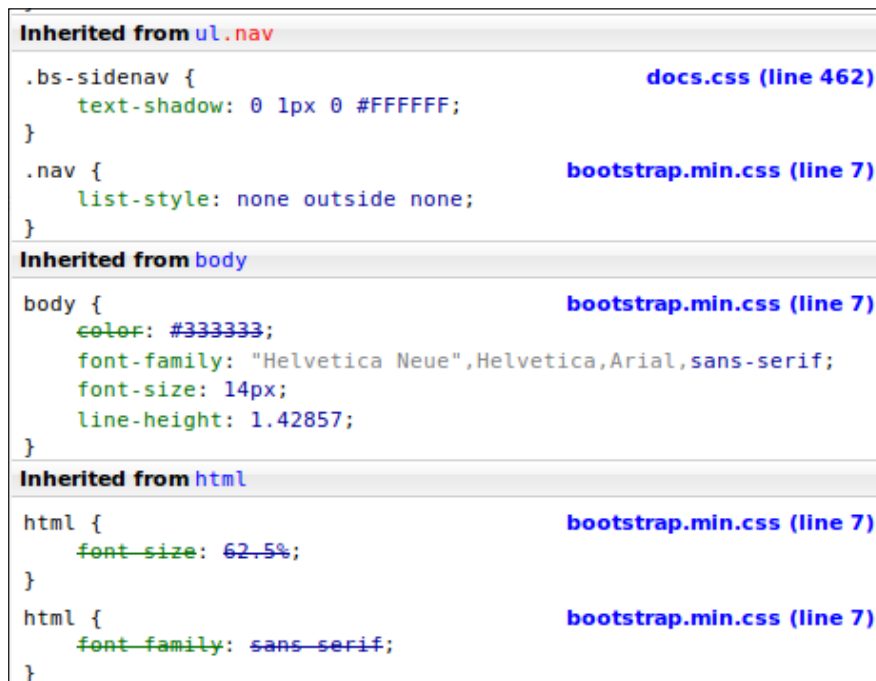 Inherited from ul.nav
.bs-sidenav { docs.css (line 462)
text-shadow: 0 1px 0 #FFFFFF;
}
.nav { bootstrap.min.css (line 7)
list-style: none outside none;
}
Inherited from body
body { bootstrap.min.css (line 7)
color: #333333;
font-family: "Helvetica Neue",Helvetica,Arial,sans-serif;
font-size: 14px;
line-height: 1.42857;
}
Inherited from html
html { bootstrap.min.css (line 7)
font-size: 62.5%;
}
html { bootstrap.min.css (line 7)
font-family: sans-serif;
}